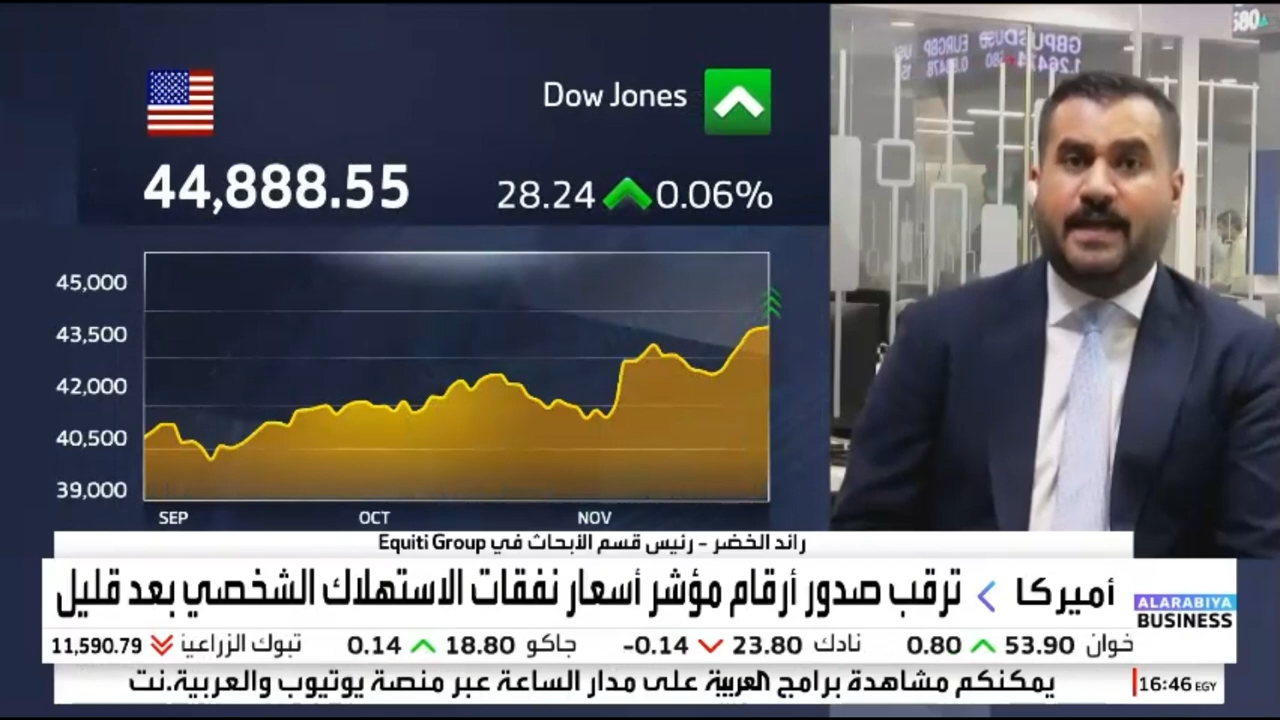 Dow Jones
44,888.55
28.24 0.06%
45,000
43,500
42,000
40,500
39,000
SEP OCT NOV
رائد الخضر - رئيس قسم الأبحاث في Equiti Group
أميركا > ترقب صدور أرقام مؤشر أسعار نفقات الاستهلاك الشخصي بعد قليل
ALARABIYA
BUSINESS
خوان 53.90 0.80 نادك 23.80 -0.14 جاكو 18.80 0.14 تبوك الزراعية 11,590.79
يمكنكم مشاهدة برامج العربية على مدار الساعة عبر منصة يوتيوب والعربية.نت
16:46 EGY